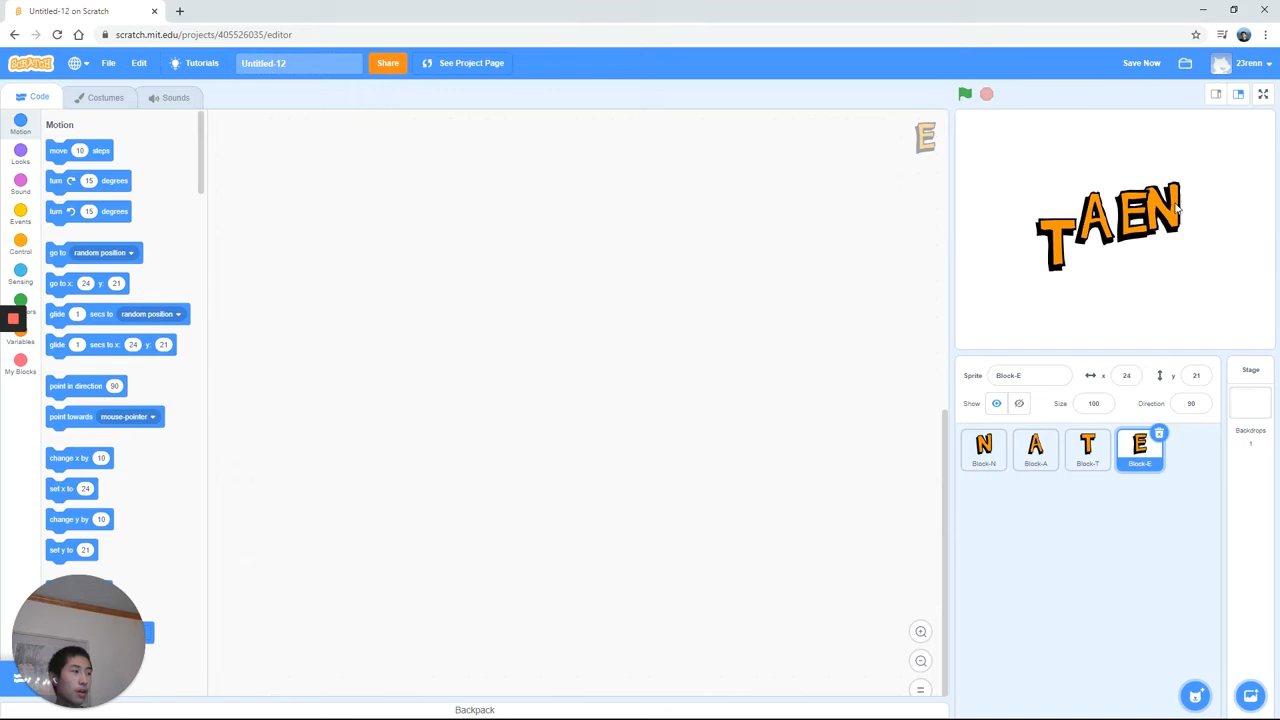 Untitled-12 on Scratch
scratch.mit.edu/projects/405526035/editor
SCRATCH
File
Edit
Tutorials
Untitled-12
Share
See Project Page
Save Now
23renn
Code
Costumes
Sounds
Motion
Looks
Sound
Events
Control
Sensing
Variables
My Blocks
Motion
move 10 steps
turn 15 degrees
turn 15 degrees
go to random position
go to x: 24 y: 21
glide 1 secs to random position
glide 1 secs to x: 24 y: 21
point in direction 90
point towards mouse-pointer
change x by 10
set x to 24
change y by 10
set y to 21
E
T A E N
Sprite Block-E x 24 y 21
Show Size 100 Direction 90
N A T E
Block-N Block-A Block-T Block-E
Stage
Backdrops
1
Backpack